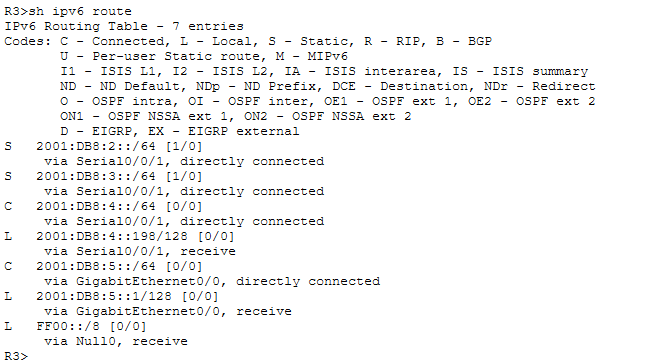 R3>sh ipv6 route
IPv6 Routing Table - 7 entries
Codes: C - Connected, L - Local, S - Static, R - RIP, B - BGP
U - Per-user Static route, M - MIPv6
I1 - ISIS L1, I2 - ISIS L2, IA - ISIS interarea, IS - ISIS summary
ND - ND Default, NDp - ND Prefix, DCE - Destination, NDr - Redirect
O - OSPF intra, OI - OSPF inter, OE1 - OSPF ext 1, OE2 - OSPF ext 2
ON1 - OSPF NSSA ext 1, ON2 - OSPF NSSA ext 2
D - EIGRP, EX - EIGRP external
S 2001:DB8:2::/64 [1/0]
via Serial0/0/1, directly connected
S 2001:DB8:3::/64 [1/0]
via Serial0/0/1, directly connected
C 2001:DB8:4::/64 [0/0]
via Serial0/0/1, directly connected
L 2001:DB8:4::198/128 [0/0]
via Serial0/0/1, receive
C 2001:DB8:5::/64 [0/0]
via GigabitEthernet0/0, directly connected
L 2001:DB8:5::1/128 [0/0]
via GigabitEthernet0/0, receive
L FF00::/8 [0/0]
via Null0, receive
R3>